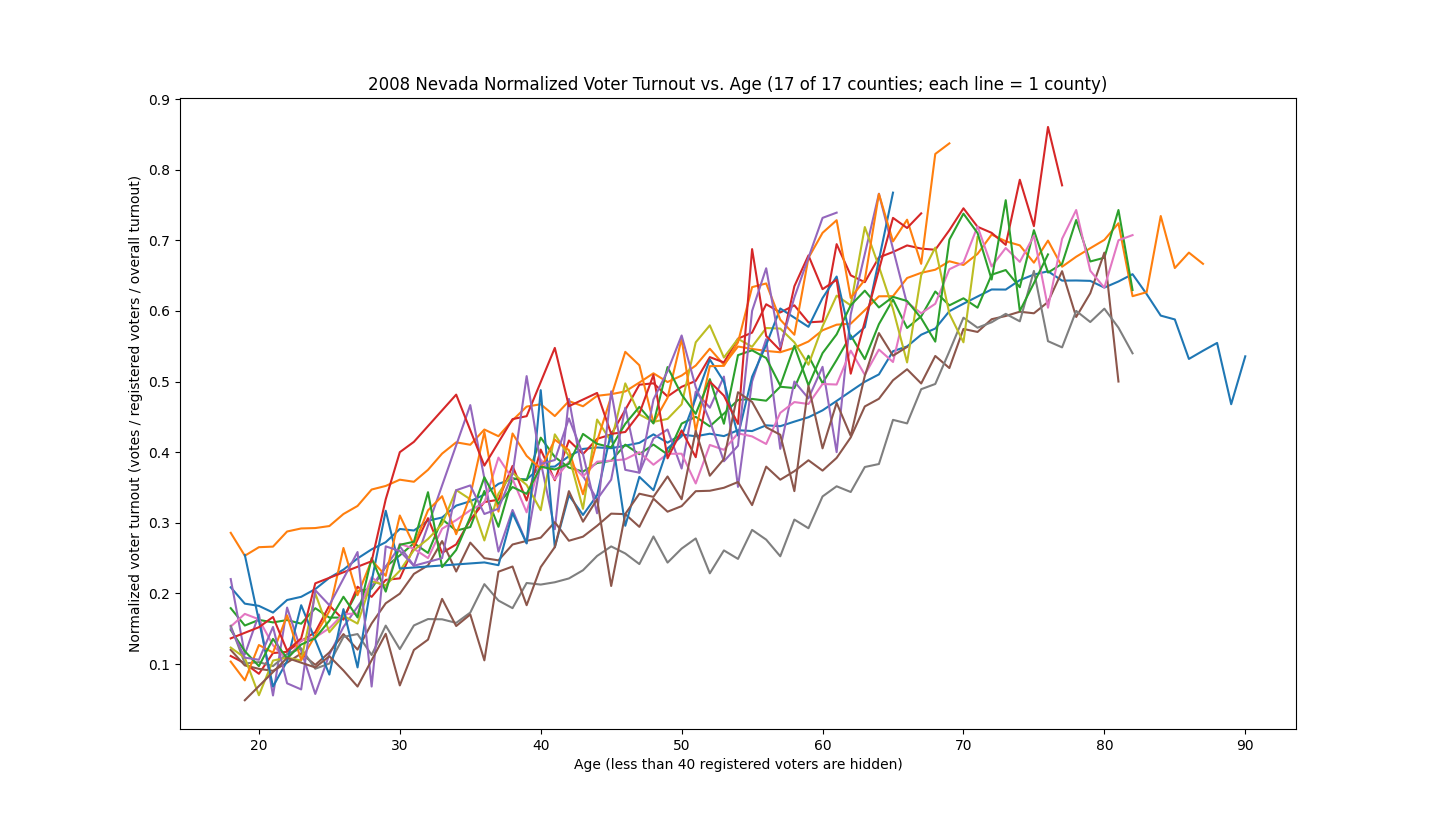 2008 Nevada Normalized Voter Turnout vs. Age (17 of 17 counties; each line = 1 county)
Normalized voter turnout (votes / registered voters / overall turnout)
0.9
0.8
0.7
0.6
0.5
0.4
0.3
0.2
0.1
20 30 40 50 60 70 80 90
Age (less than 40 registered voters are hidden)